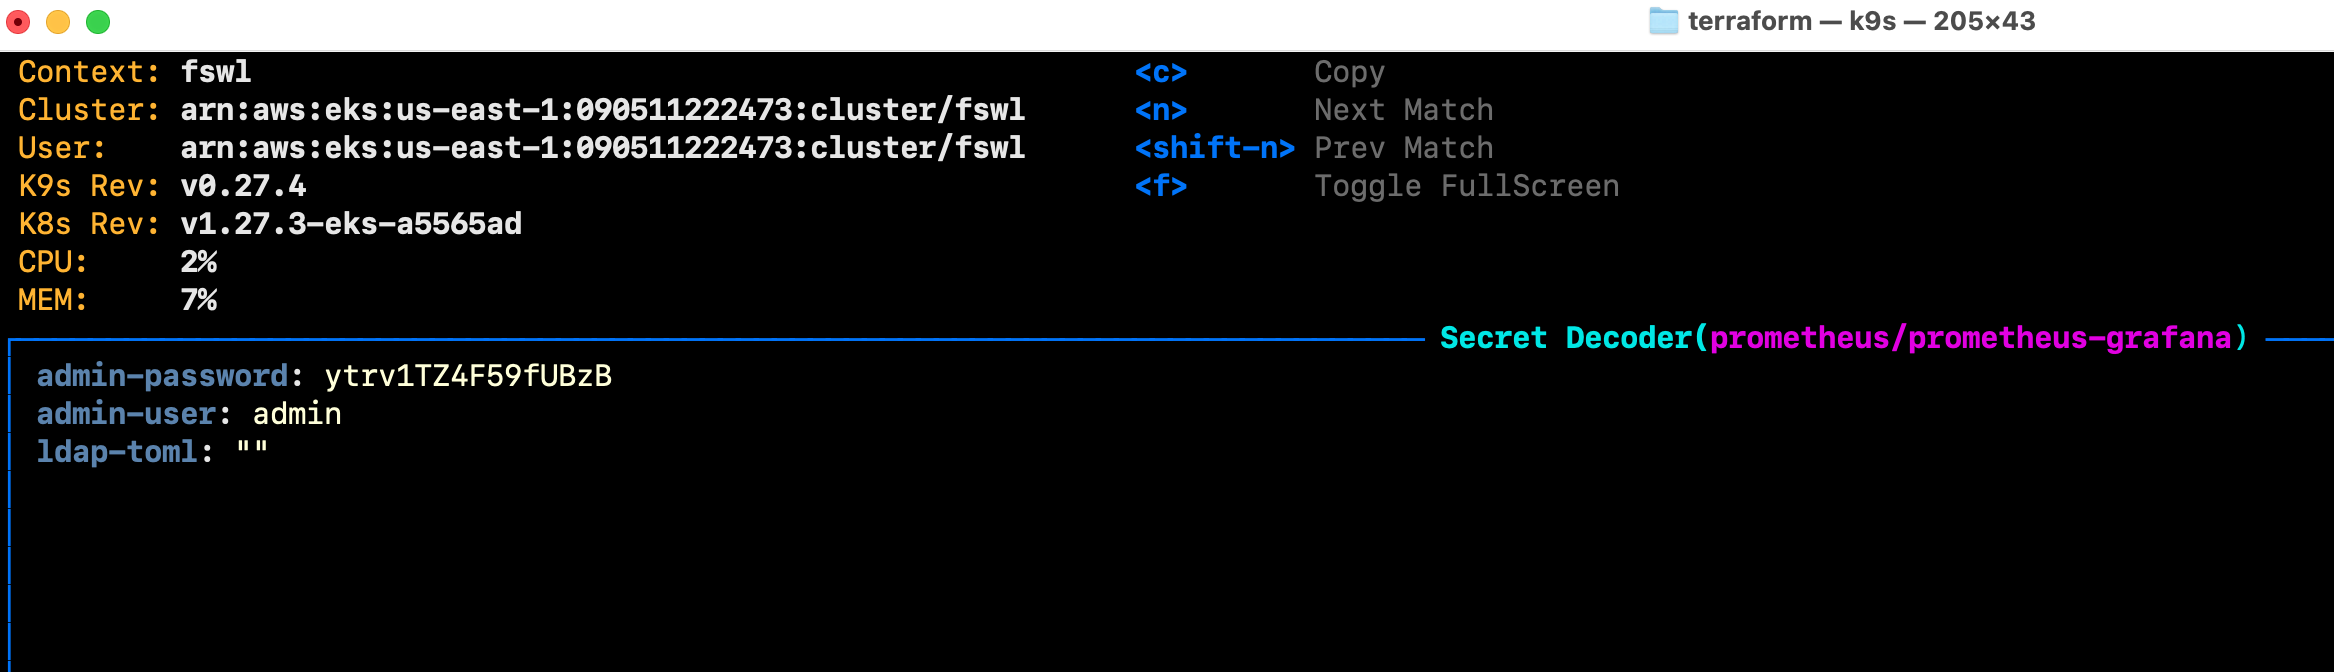 terraform — k9s — 205×43
Context: fswl <c> Copy
Cluster: arn:aws:eks:us-east-1:090511222473:cluster/fswl <n> Next Match
User: arn:aws:eks:us-east-1:090511222473:cluster/fswl <shift-n> Prev Match
K9s Rev: v0.27.4 <f> Toggle FullScreen
K8s Rev: v1.27.3-eks-a5565ad
CPU: 2%
MEM: 7%
Secret Decoder(prometheus/prometheus-grafana)
admin-password: ytrv1TZ4F59fUBzB
admin-user: admin
ldap-toml: ""